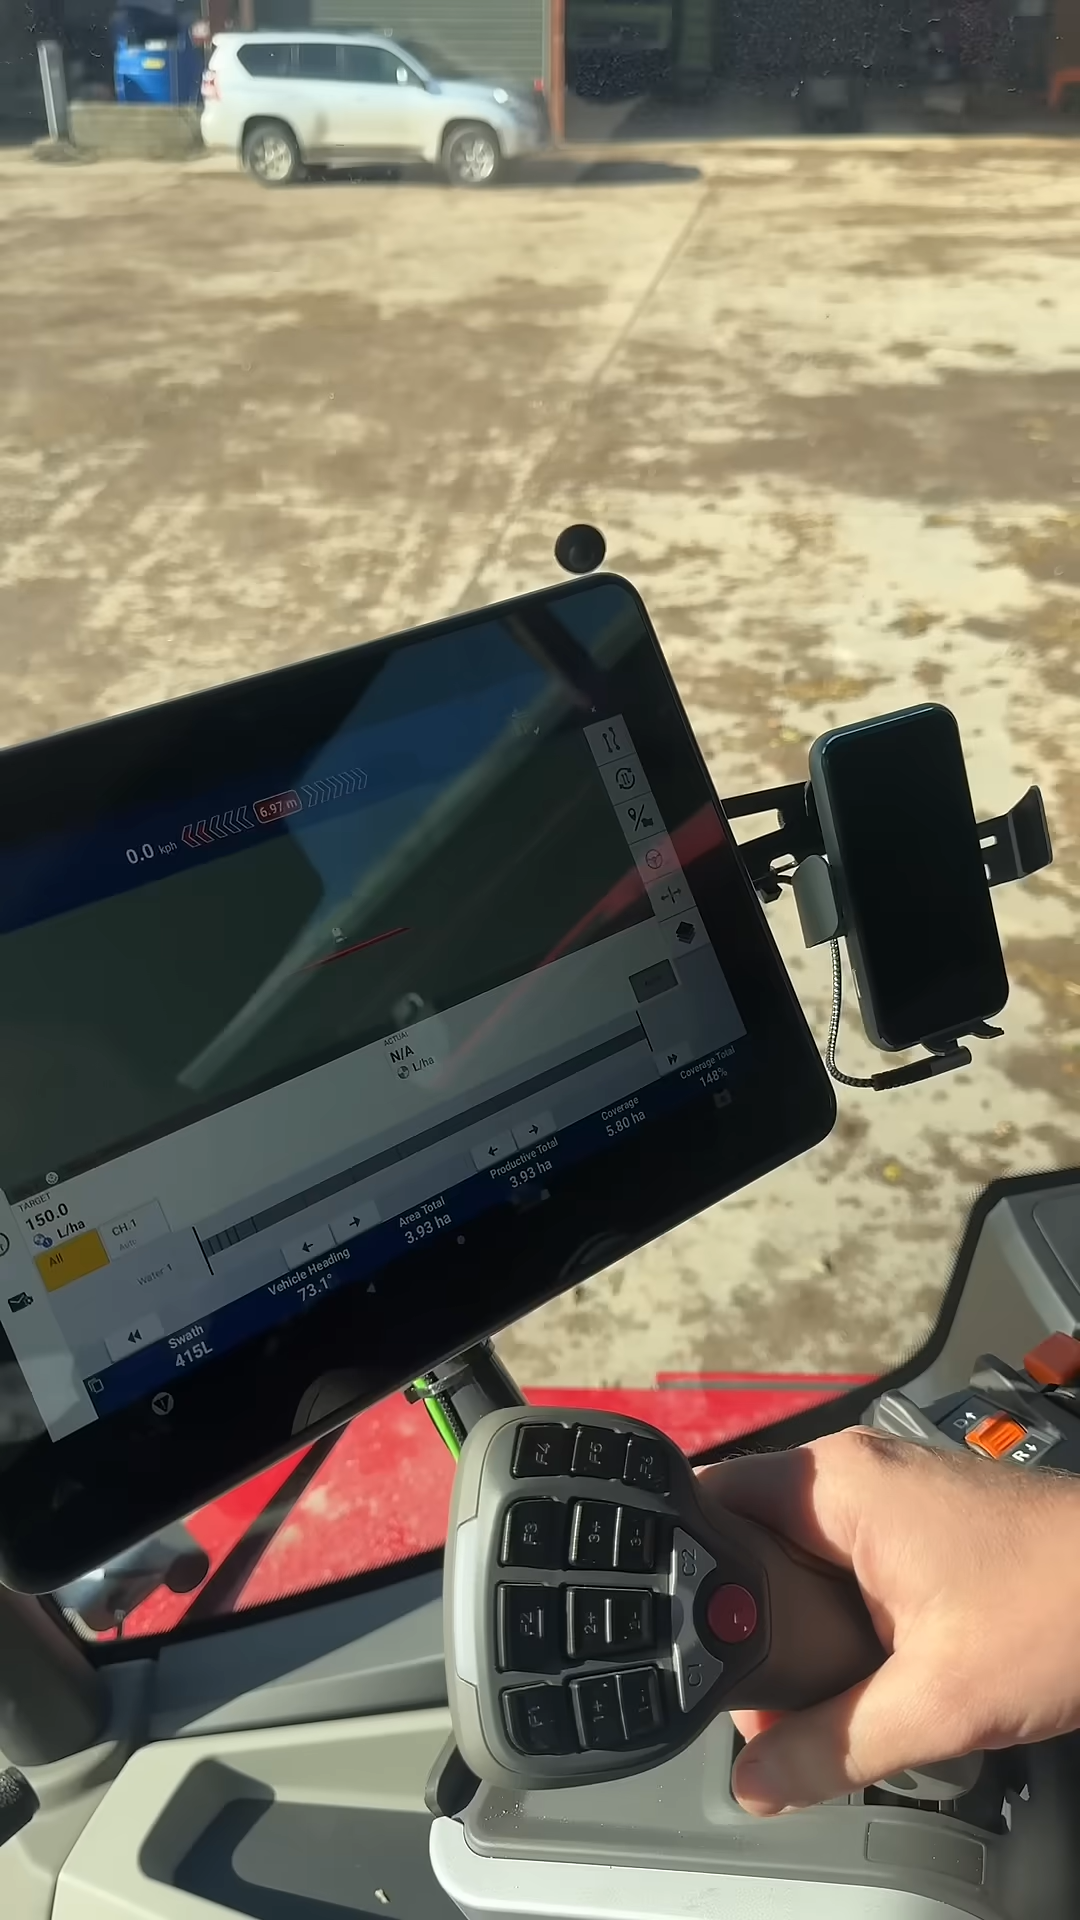 0.0 kph
6.97 m
ACTUAL
N/A
L/ha
TARGET
150.0
L/ha
All
CH.1
Auto
Water 1
Swath
415L
Vehicle Heading
73.1°
Area Total
3.93 ha
Productive Total
3.93 ha
Coverage
5.80 ha
Coverage Total
148%
F4
F5
F6
F3
3+
3-
F2
2+
2-
F1
1+
1-
C2
C1
D
R